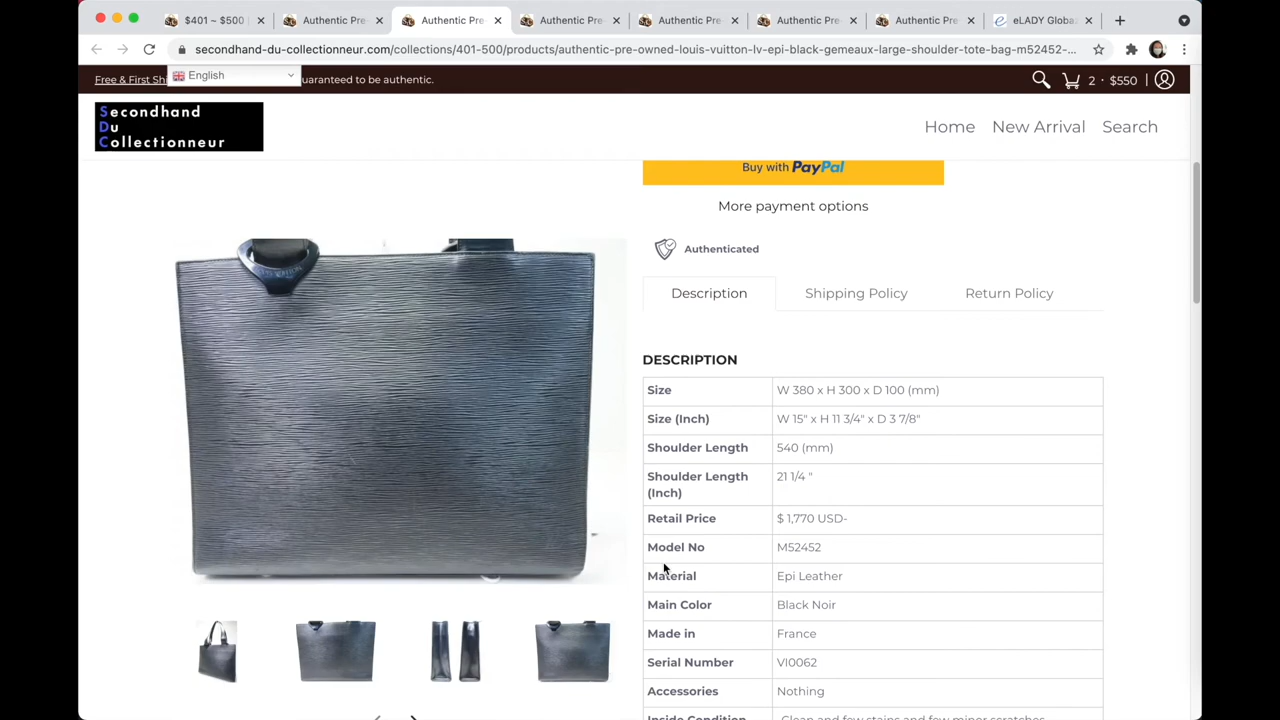 $401 ~ $500
Authentic Pre
Authentic Pre
Authentic Pre
Authentic Pre
Authentic Pre
Authentic Pre
eLADY Globa
secondhand-du-collectionneur.com/collections/401-500/products/authentic-pre-owned-louis-vuitton-lv-epi-black-gemeaux-large-shoulder-tote-bag-m52452-...
Free & First Shi
English
uaranteed to be authentic.
2 · $550
Secondhand
Du
Collectionneur
Home New Arrival Search
Buy with PayPal
More payment options
Authenticated
Description Shipping Policy Return Policy
DESCRIPTION
Size W 380 x H 300 x D 100 (mm)
Size (Inch) W 15" x H 11 3/4" x D 3 7/8"
Shoulder Length 540 (mm)
Shoulder Length (Inch) 21 1/4 "
Retail Price $ 1,770 USD-
Model No M52452
Material Epi Leather
Main Color Black Noir
Made in France
Serial Number VI0062
Accessories Nothing
Inside Condition Clean and few stains and few minor scratches